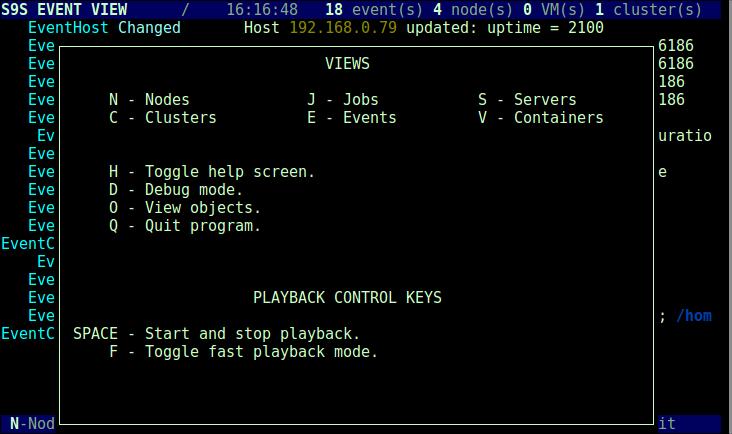 S9S EVENT VIEW / 16:16:48 18 event(s) 4 node(s) 0 VM(s) 1 cluster(s)
EventHost Changed Host 192.168.0.79 updated: uptime = 2100
Eve 6186
Eve VIEWS 6186
Eve 186
Eve N - Nodes J - Jobs S - Servers 186
Eve C - Clusters E - Events V - Containers
Ev uratio
Eve
Eve H - Toggle help screen. e
Eve D - Debug mode.
Eve O - View objects.
Eve Q - Quit program.
EventC
Ev
Eve
Eve PLAYBACK CONTROL KEYS
Eve ; /hom
EventC SPACE - Start and stop playback.
F - Toggle fast playback mode.
N-Nod it